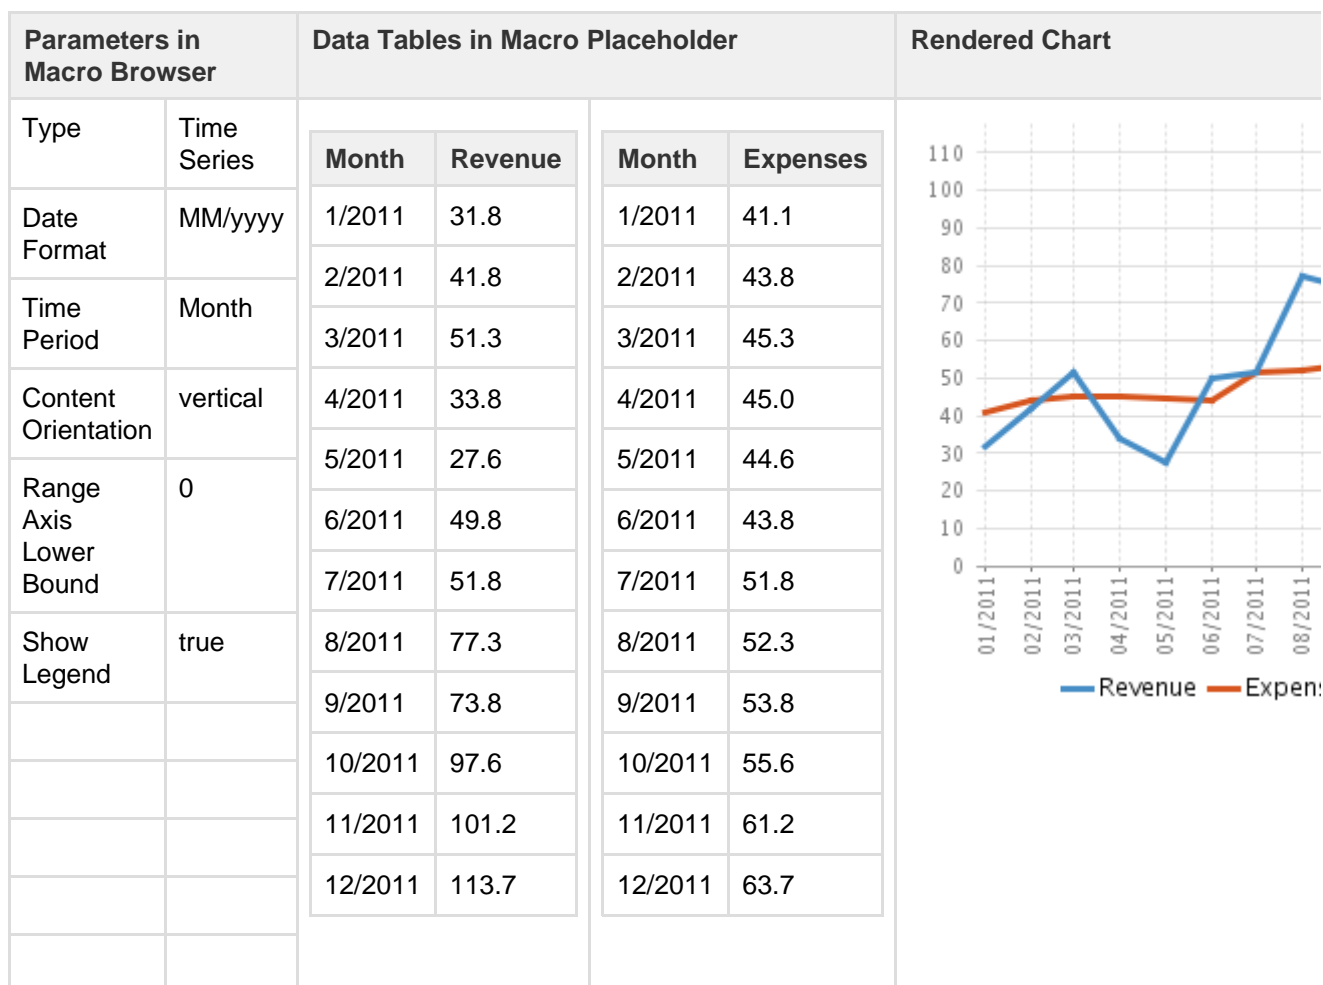 Parameters in
Macro Browser
Data Tables in Macro Placeholder
Rendered Chart
Type
Time
Series
Date
Format
MM/yyyy
Time
Period
Month
Content
Orientation
vertical
Range
Axis
Lower
Bound
0
Show
Legend
true
Month Revenue
1/2011 31.8
2/2011 41.8
3/2011 51.3
4/2011 33.8
5/2011 27.6
6/2011 49.8
7/2011 51.8
8/2011 77.3
9/2011 73.8
10/2011 97.6
11/2011 101.2
12/2011 113.7
Month Expenses
1/2011 41.1
2/2011 43.8
3/2011 45.3
4/2011 45.0
5/2011 44.6
6/2011 43.8
7/2011 51.8
8/2011 52.3
9/2011 53.8
10/2011 55.6
11/2011 61.2
12/2011 63.7
110
100
90
80
70
60
50
40
30
20
10
0
01/2011
02/2011
03/2011
04/2011
05/2011
06/2011
07/2011
08/2011
Revenue Expens